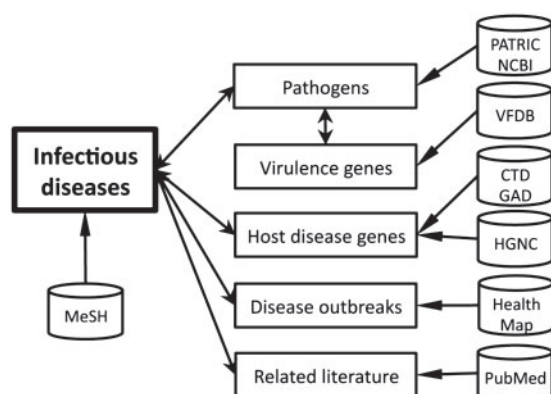 PATRIC
NCBI
Pathogens
VFDB
Infectious
diseases
Virulence genes
CTD
GAD
Host disease genes
HGNC
MeSH
Disease outbreaks
Health
Map
Related literature
PubMed